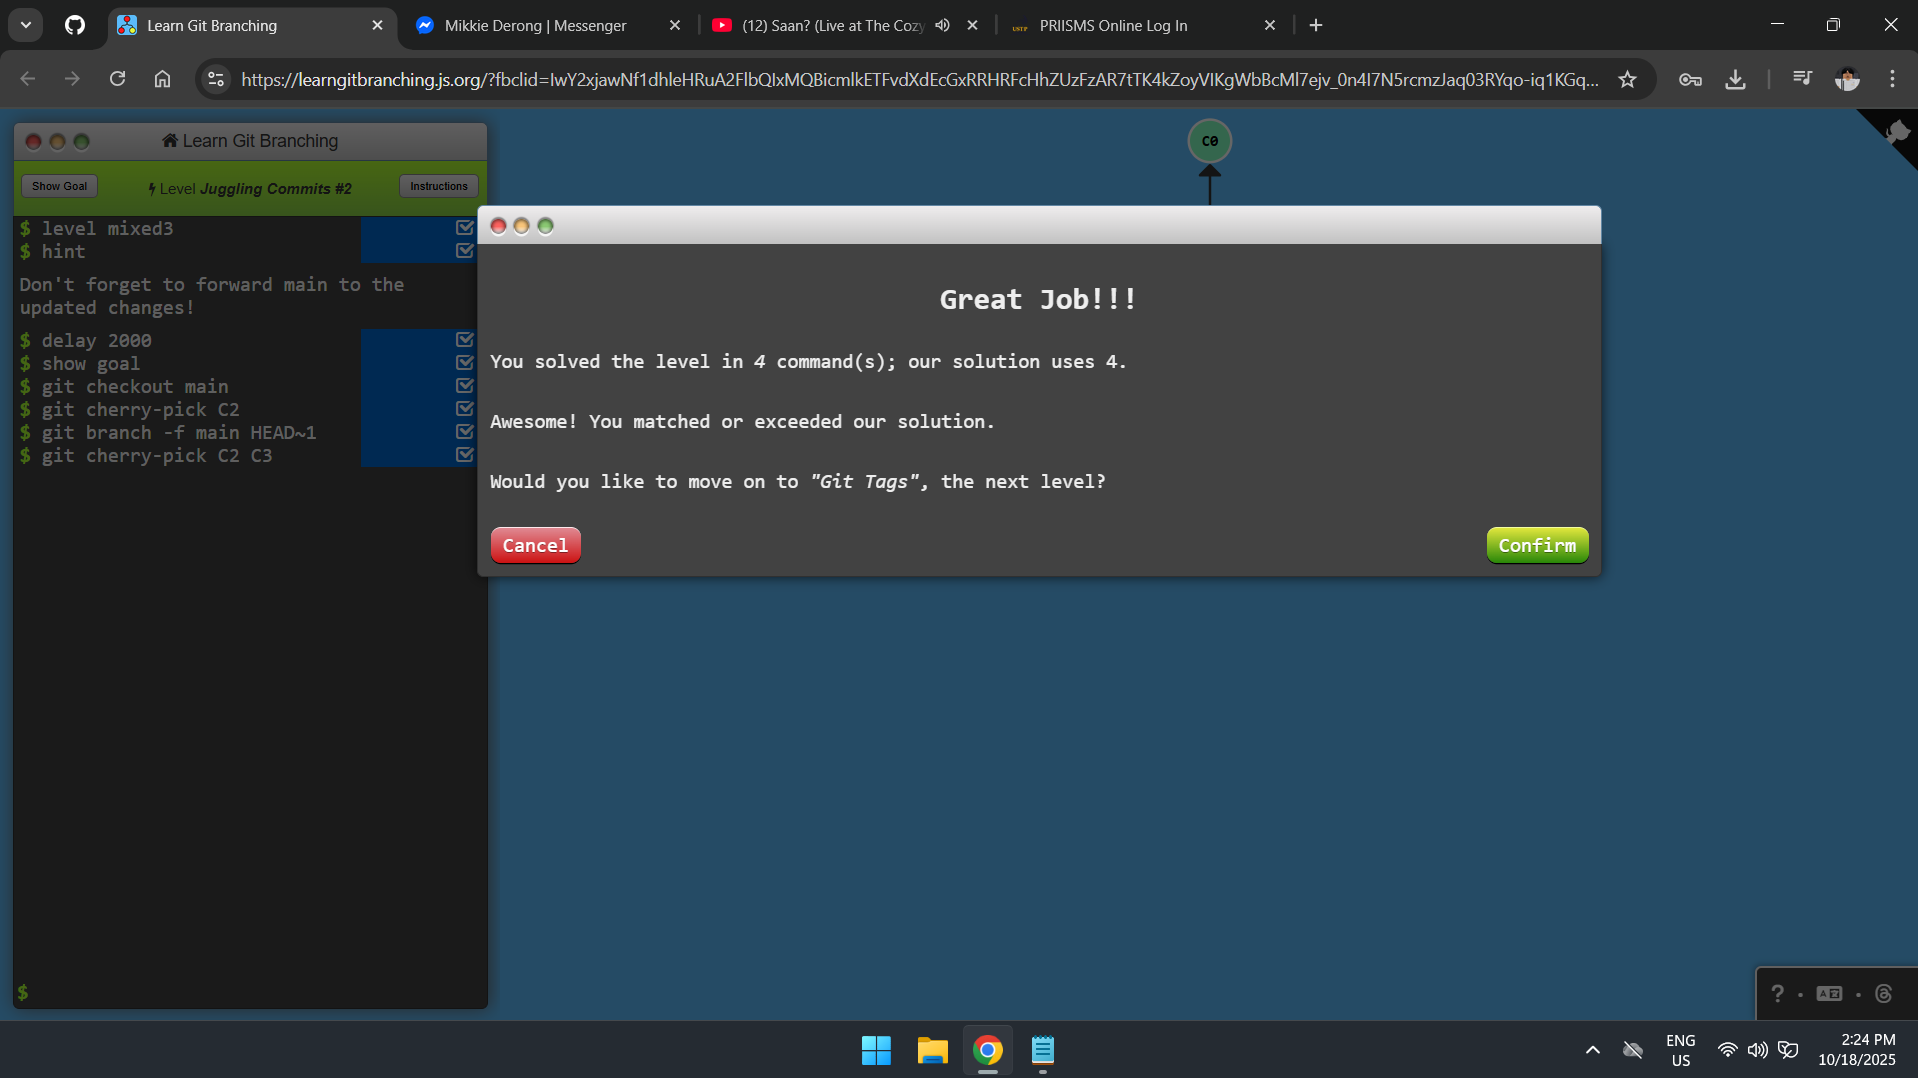 Learn Git Branching
Mikkie Derong | Messenger
(12) Saan? (Live at The Cozy
USTP
PRIISMS Online Log In
https://learngitbranching.js.org/?fbclid=IwY2xjawNf1dhleHRuA2FlbQIxMQBicmlkETFvdXdEcGxRRHRFcHhZUzFzAR7tTK4kZoyVIKgWbBcMl7ejv_0n4I7N5rcmzJaq03RYqo-iq1KGq...
Learn Git Branching
Show Goal
Level Juggling Commits #2
Instructions
$ level mixed3
$ hint
Don't forget to forward main to the
updated changes!
$ delay 2000
$ show goal
$ git checkout main
$ git cherry-pick C2
$ git branch -f main HEAD~1
$ git cherry-pick C2 C3
$
C0
Great Job!!!
You solved the level in 4 command(s); our solution uses 4.
Awesome! You matched or exceeded our solution.
Would you like to move on to "Git Tags", the next level?
Cancel
Confirm
?
ENG
US
2:24 PM
10/18/2025